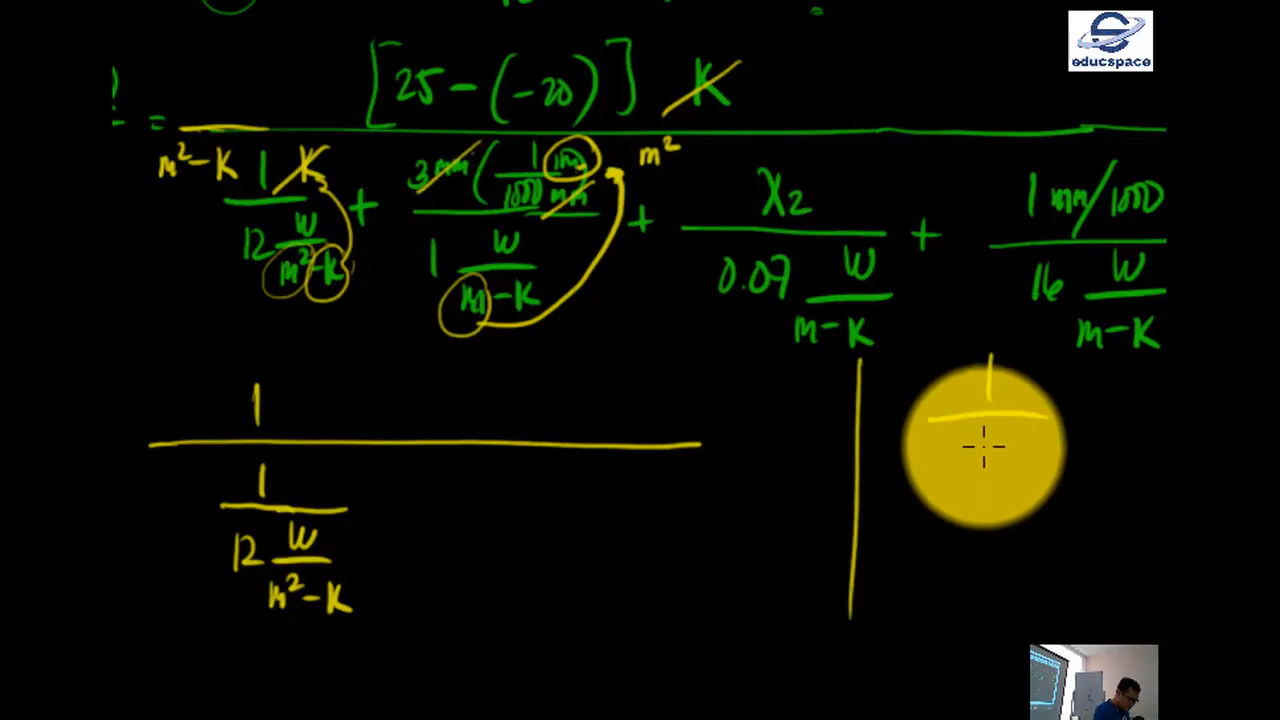 educspace
[25-(-20)] K
=
m²-K 1 K + 3 mm (1 1m + x₂ + 1 mm/1000
m²
12 W 1000 mm 0.07 W 16 W
m²-K 1 W m-K m-K
m-K
1 1
1
12 W
m²-K